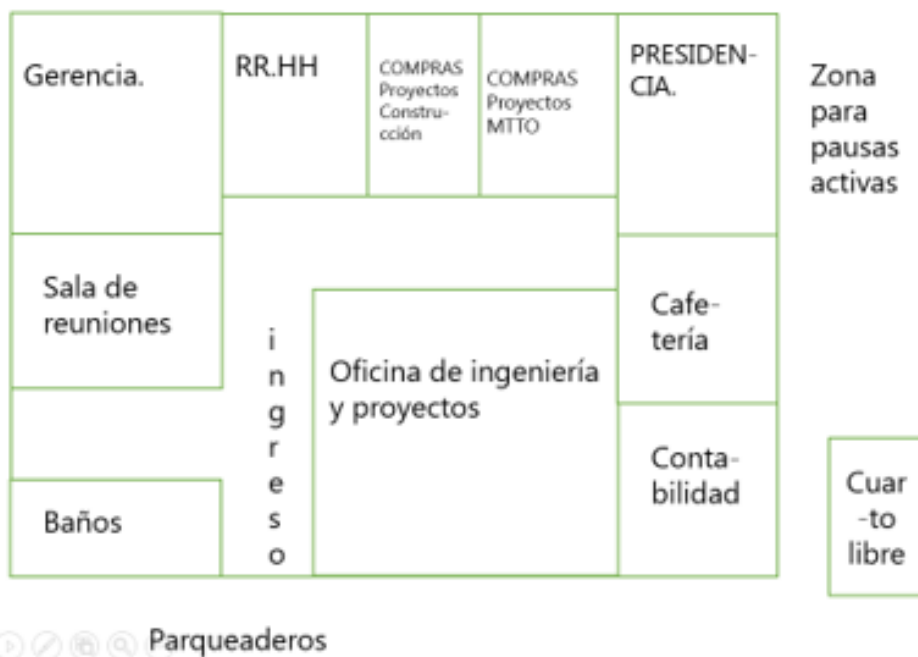 Gerencia.
RR.HH
COMPRAS
Proyectos
Constru-
cción
COMPRAS
Proyectos
MTTO
PRESIDEN-
CIA.
Zona
para
pausas
activas
Sala de
reuniones
i
n
g
r
e
s
o
Oficina de ingeniería
y proyectos
Cafe-
tería
Conta-
bilidad
Cuar
-to
libre
Baños
Parqueaderos